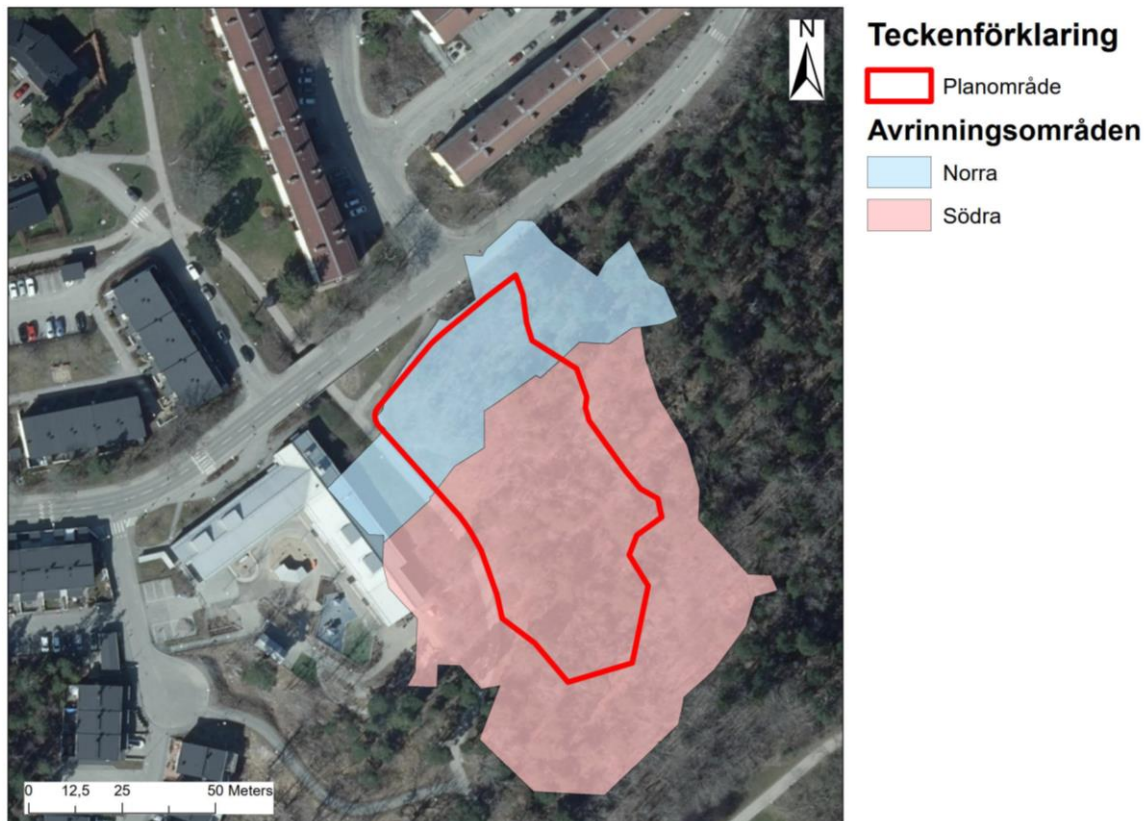 N
Teckenförklaring
Planområde
Avrinningsområden
Norra
Södra
0 12,5 25 50 Meters